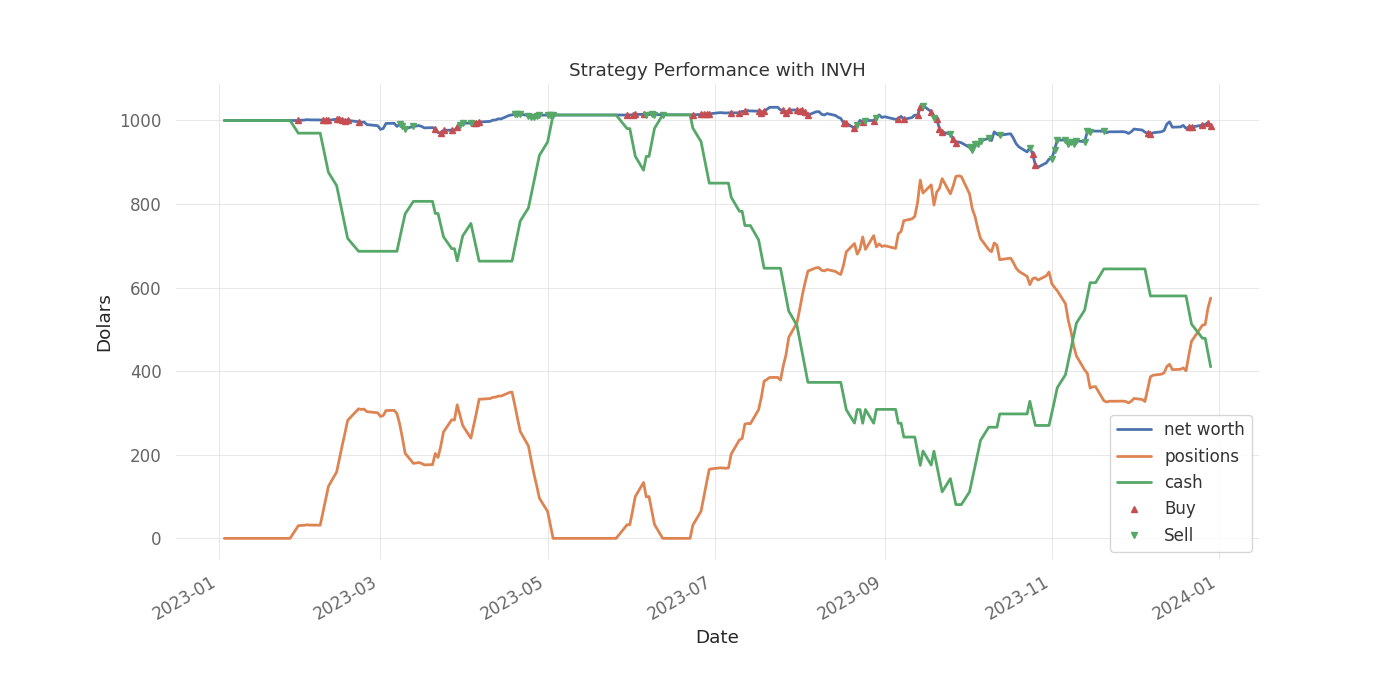 Strategy Performance with INVH
Dolars
1000
800
600
400
200
0
2023-01
2023-03
2023-05
2023-07
2023-09
2023-11
2024-01
Date
net worth
positions
cash
Buy
Sell